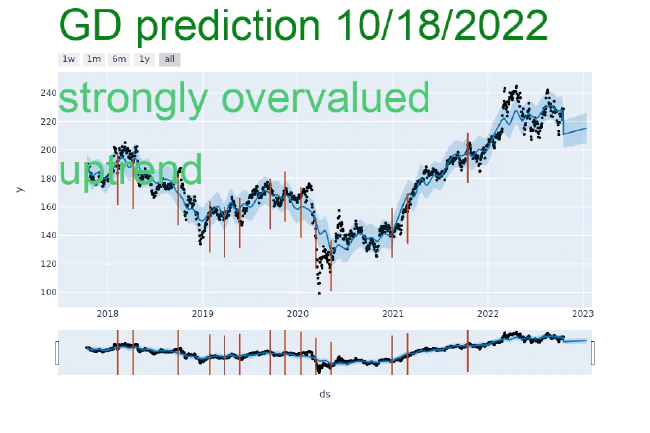 GD prediction 10/18/2022
1w 1m 6m 1y all
strongly overvalued
uptrend
240
220
200
180
160
140
120
100
y
2018 2019 2020 2021 2022 2023
ds